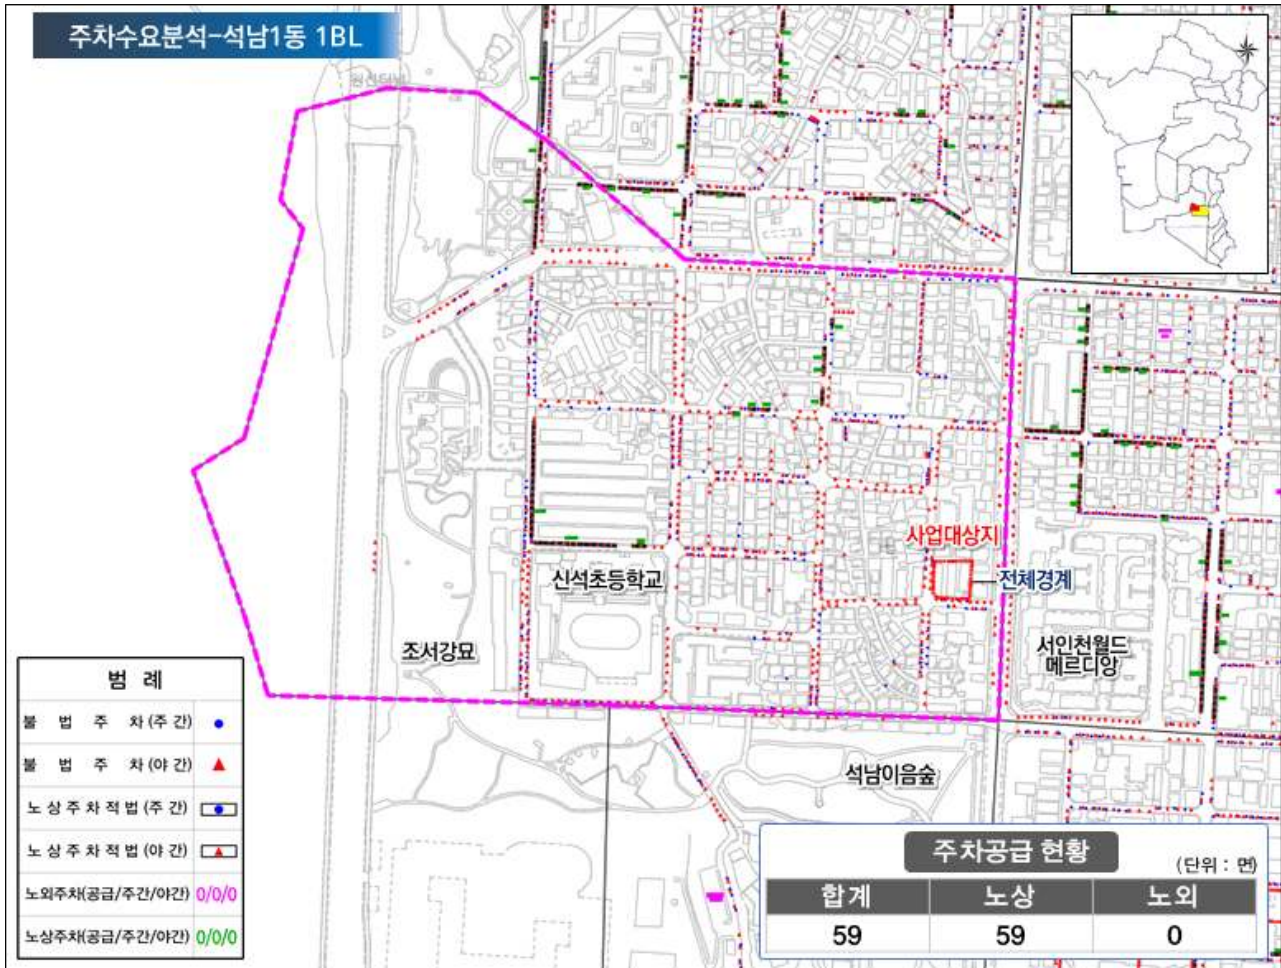 주차수요분석-석남1동 1BL
원신터널
사업대상지
전체경계
신석초등학교
조서강묘
서인천월드
메르디앙
석남이음숲
범 례
불 법 주 차 (주간)
불 법 주 차 (야간)
노상주차적법(주간)
노상주차적법(야간)
노외주차(공급/주간/야간) 0/0/0
노상주차(공급/주간/야간) 0/0/0
주차공급 현황
(단위 : 면)
합계 노상 노외
59 59 0